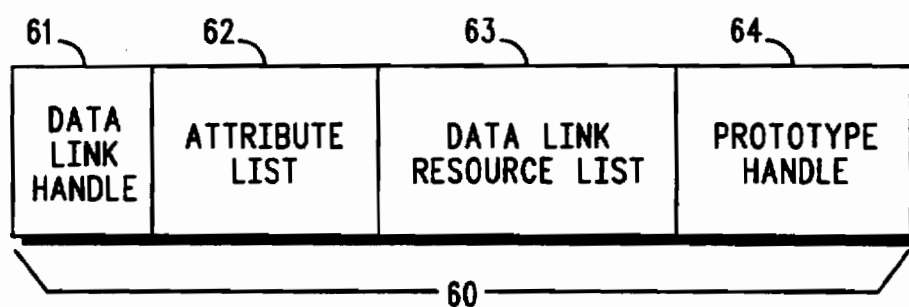 61 62 63 64
DATA LINK HANDLE
ATTRIBUTE LIST
DATA LINK RESOURCE LIST
PROTOTYPE HANDLE
60